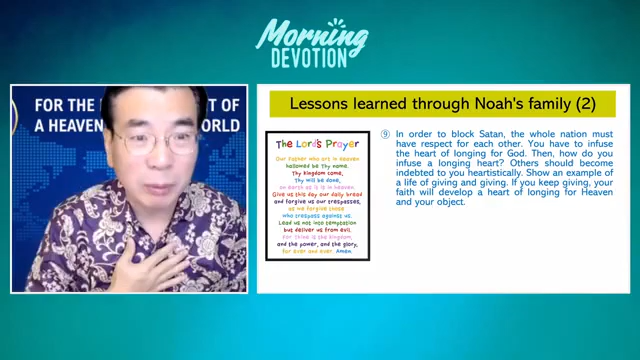 Morning
DEVOTION
FOR THE OF
A HEAVEN WORLD
Lessons learned through Noah's family (2)
The Lord's Prayer
Our Father who art in heaven
hallowed be thy name.
Thy kingdom come,
Thy will be done,
on earth as it is in heaven.
Give us this day our daily bread
and forgive us our trespasses,
as we forgive those
who trespass against us.
Lead us not into temptation
but deliver us from evil.
For thine is the kingdom,
and the power, and the glory,
for ever and ever. Amen.
⑨ In order to block Satan, the whole nation must
have respect for each other. You have to infuse
the heart of longing for God. Then, how do you
infuse a longing heart? Others should become
indebted to you heartistically. Show an example of
a life of giving and giving. If you keep giving, your
faith will develop a heart of longing for Heaven
and your object.